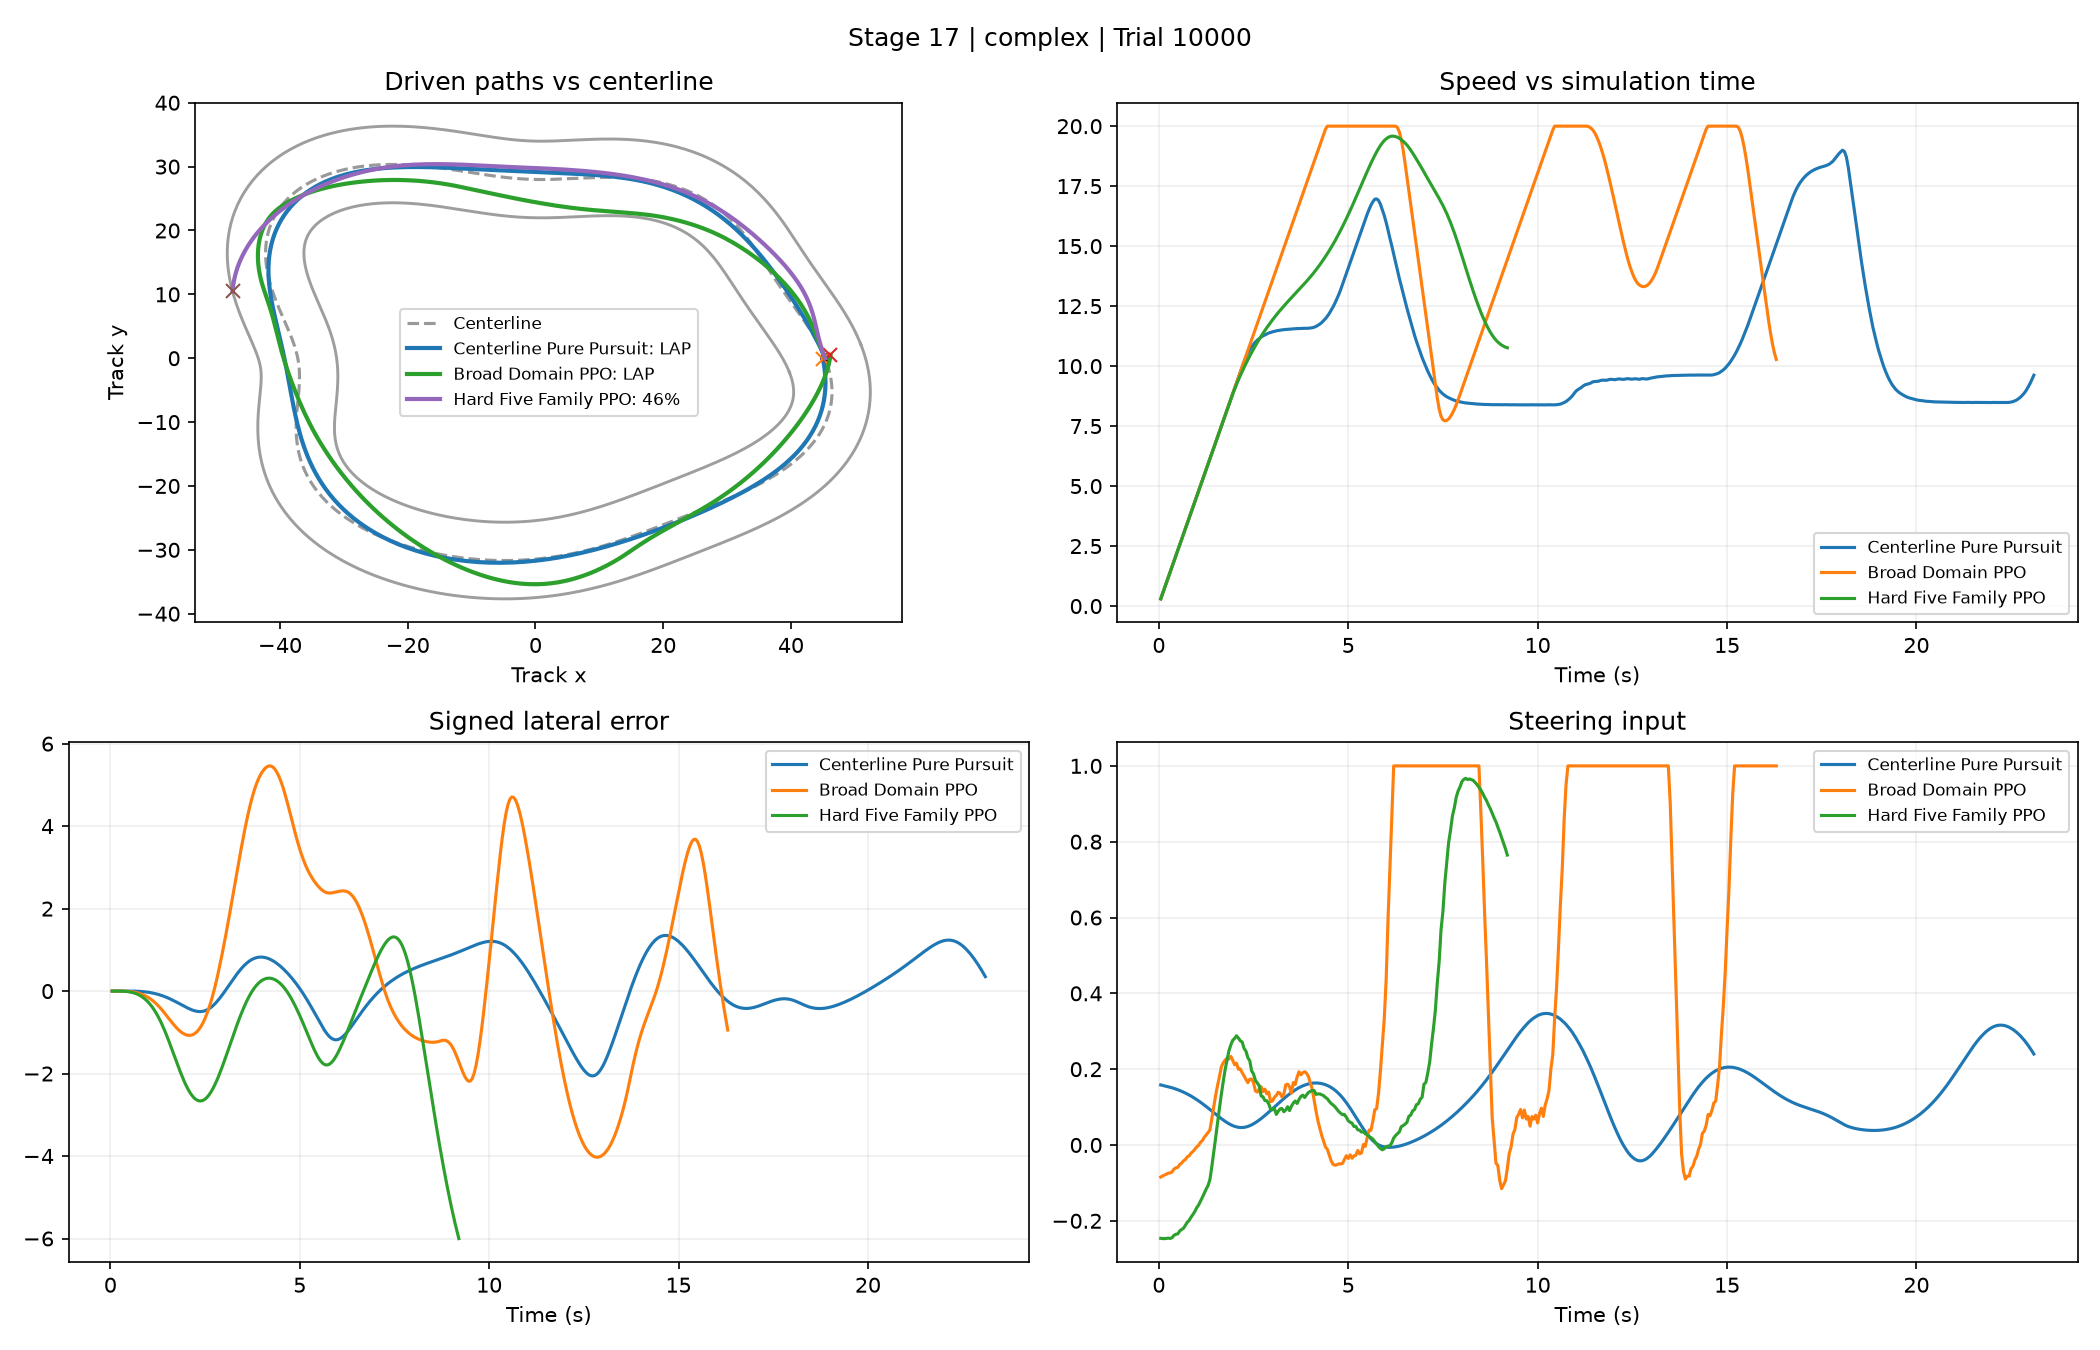 Stage 17 | complex | Trial 10000
Driven paths vs centerline
40
30
20
10
0
−10
−20
−30
−40
Track y
−40
−20
0
20
40
Track x
Centerline
Centerline Pure Pursuit: LAP
Broad Domain PPO: LAP
Hard Five Family PPO: 46%
Speed vs simulation time
20.0
17.5
15.0
12.5
10.0
7.5
5.0
2.5
0.0
0
5
10
15
20
Time (s)
Centerline Pure Pursuit
Broad Domain PPO
Hard Five Family PPO
Signed lateral error
6
4
2
0
−2
−4
−6
0
5
10
15
20
Time (s)
Centerline Pure Pursuit
Broad Domain PPO
Hard Five Family PPO
Steering input
1.0
0.8
0.6
0.4
0.2
0.0
−0.2
0
5
10
15
20
Time (s)
Centerline Pure Pursuit
Broad Domain PPO
Hard Five Family PPO